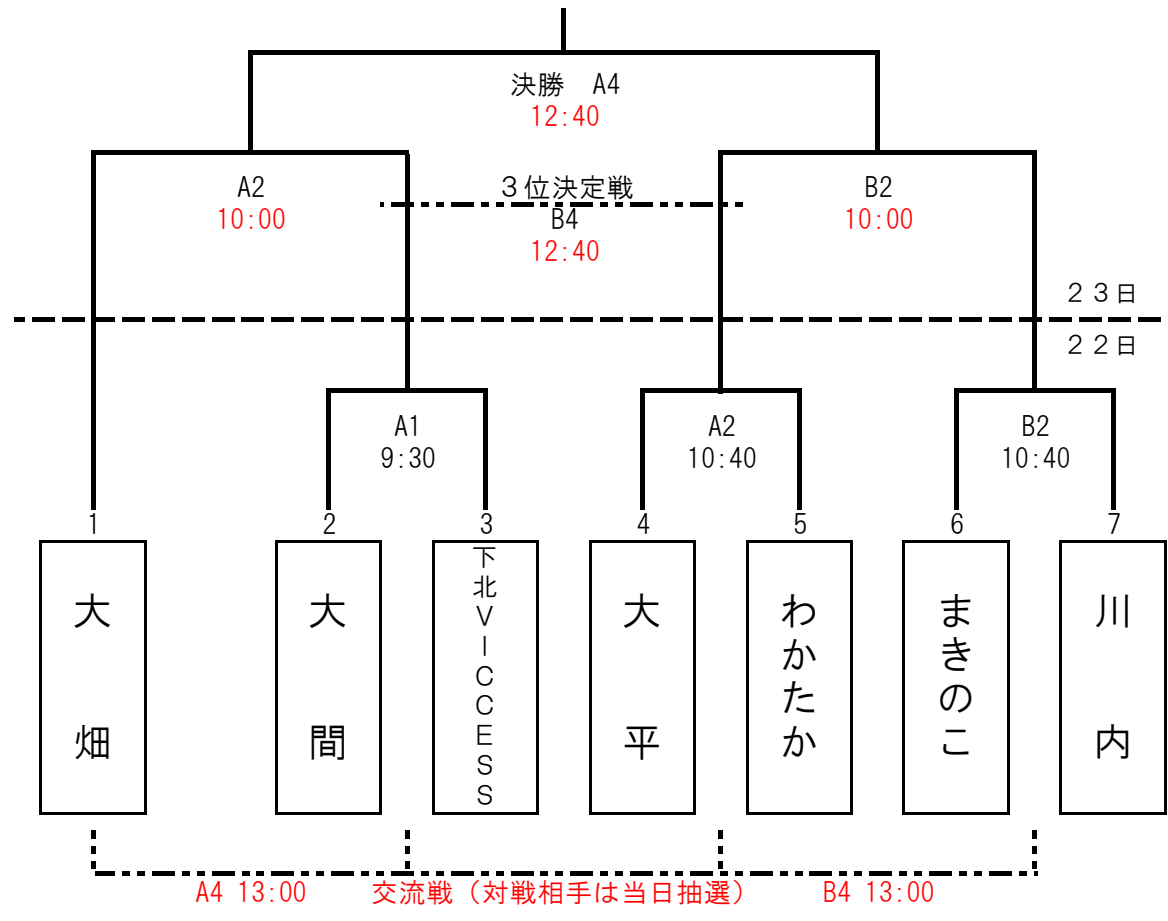 決勝　A4
12:40
A2
10:00
３位決定戦
B4
12:40
B2
10:00
２３日
２２日
A1
9:30
A2
10:40
B2
10:40
1
2
3
4
5
6
7
大畑
大間
下北ＶＩＣＣＥＳＳ
大平
わかたか
まきのこ
川内
A4 13:00　交流戦（対戦相手は当日抽選）　B4 13:00